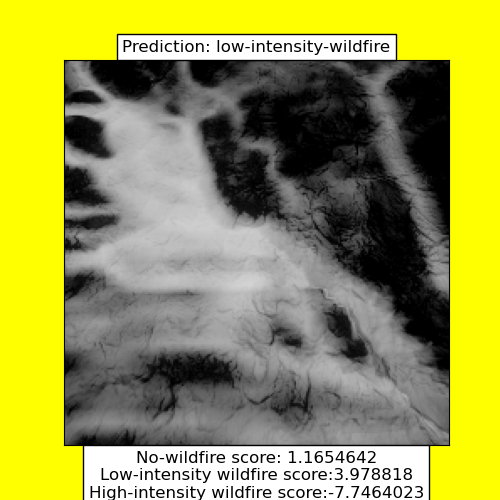 Prediction: low-intensity-wildfire
No-wildfire score: 1.1654642
Low-intensity wildfire score:3.978818
High-intensity wildfire score:-7.7464023